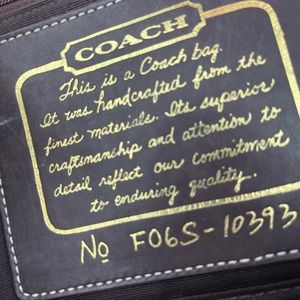 COACH
This is a Coach bag.
It was handcrafted from the
finest materials. Its superior
craftsmanship and attention to
detail reflect our commitment
to enduring quality.
No F06S-10393